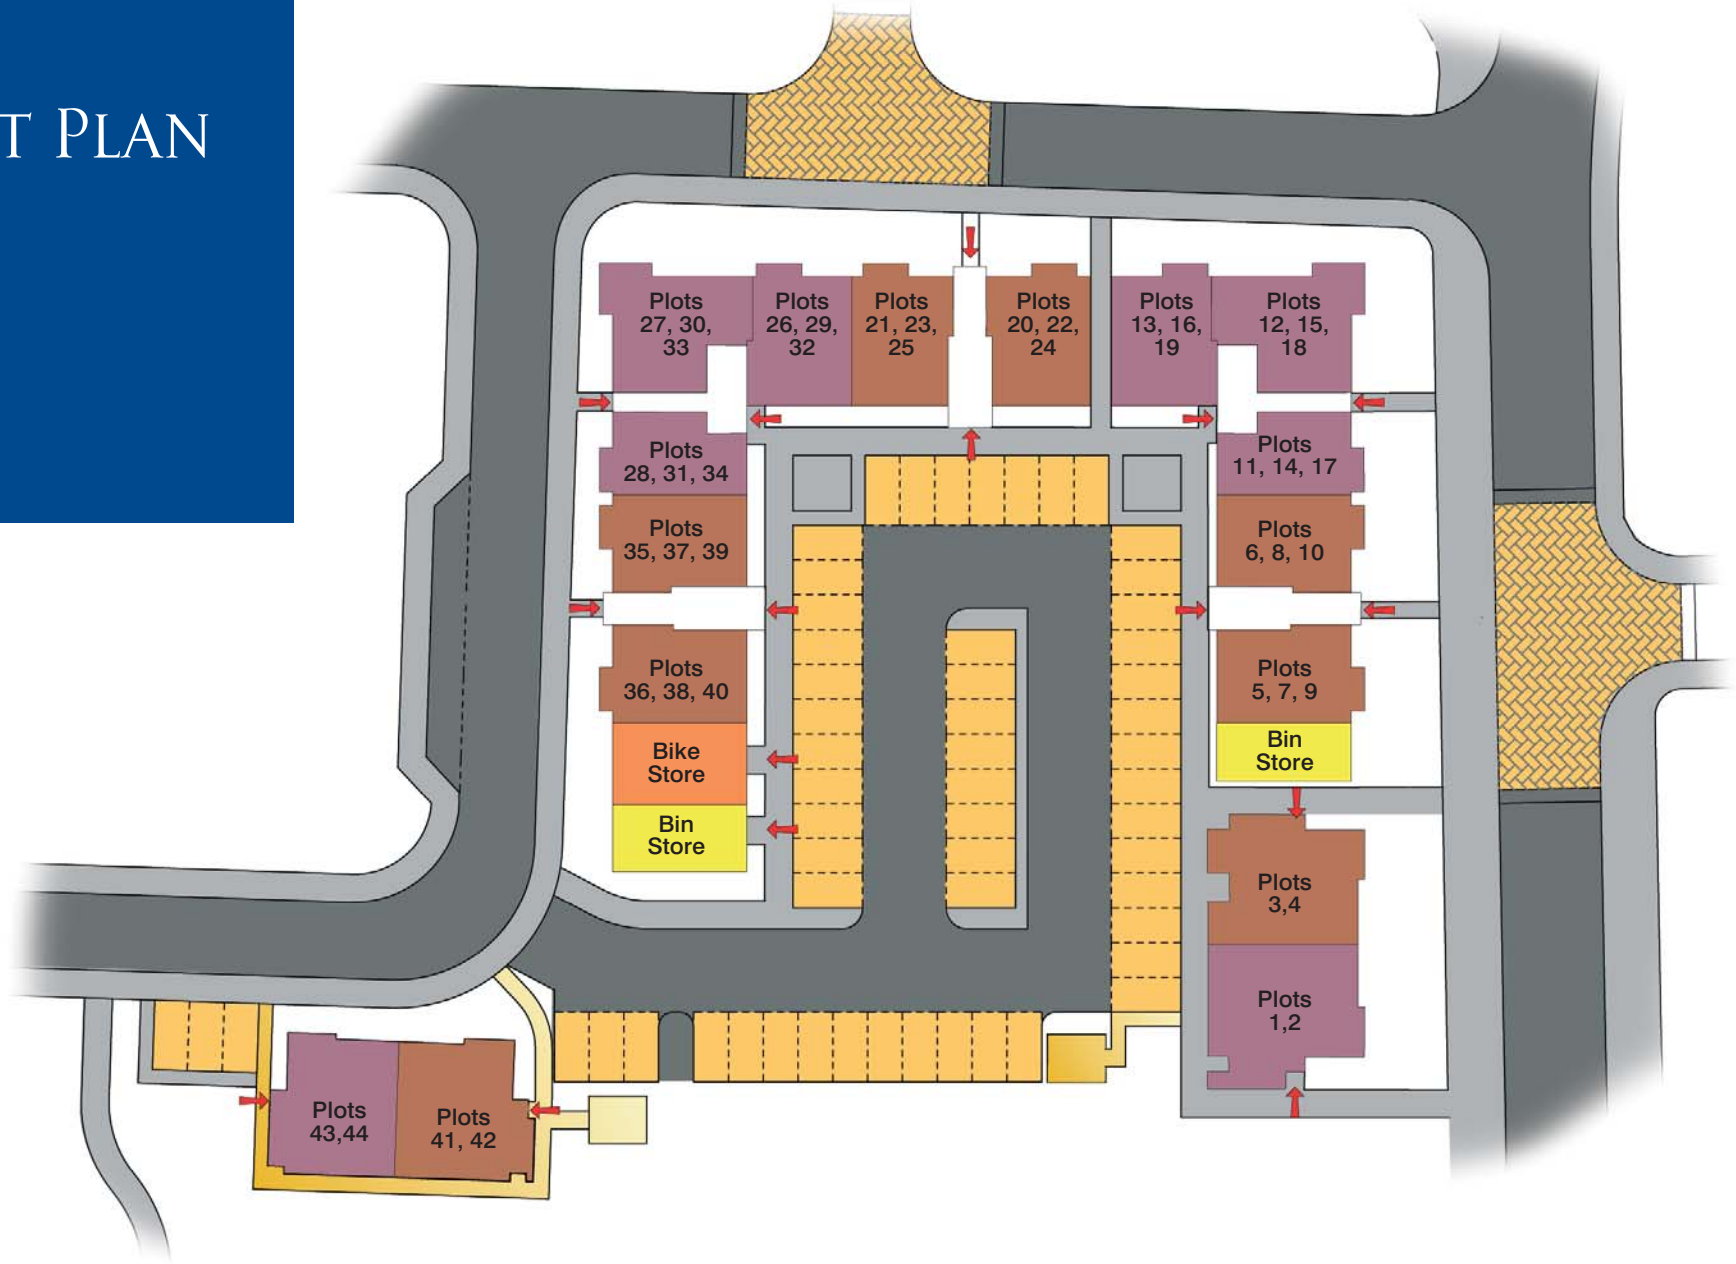 T PLAN
Plots
27, 30,
33
Plots
26, 29,
32
Plots
21, 23,
25
Plots
20, 22,
24
Plots
13, 16,
19
Plots
12, 15,
18
Plots
28, 31, 34
Plots
11, 14, 17
Plots
35, 37, 39
Plots
6, 8, 10
Plots
36, 38, 40
Plots
5, 7, 9
Bike
Store
Bin
Store
Bin
Store
Plots
3,4
Plots
1,2
Plots
43,44
Plots
41, 42